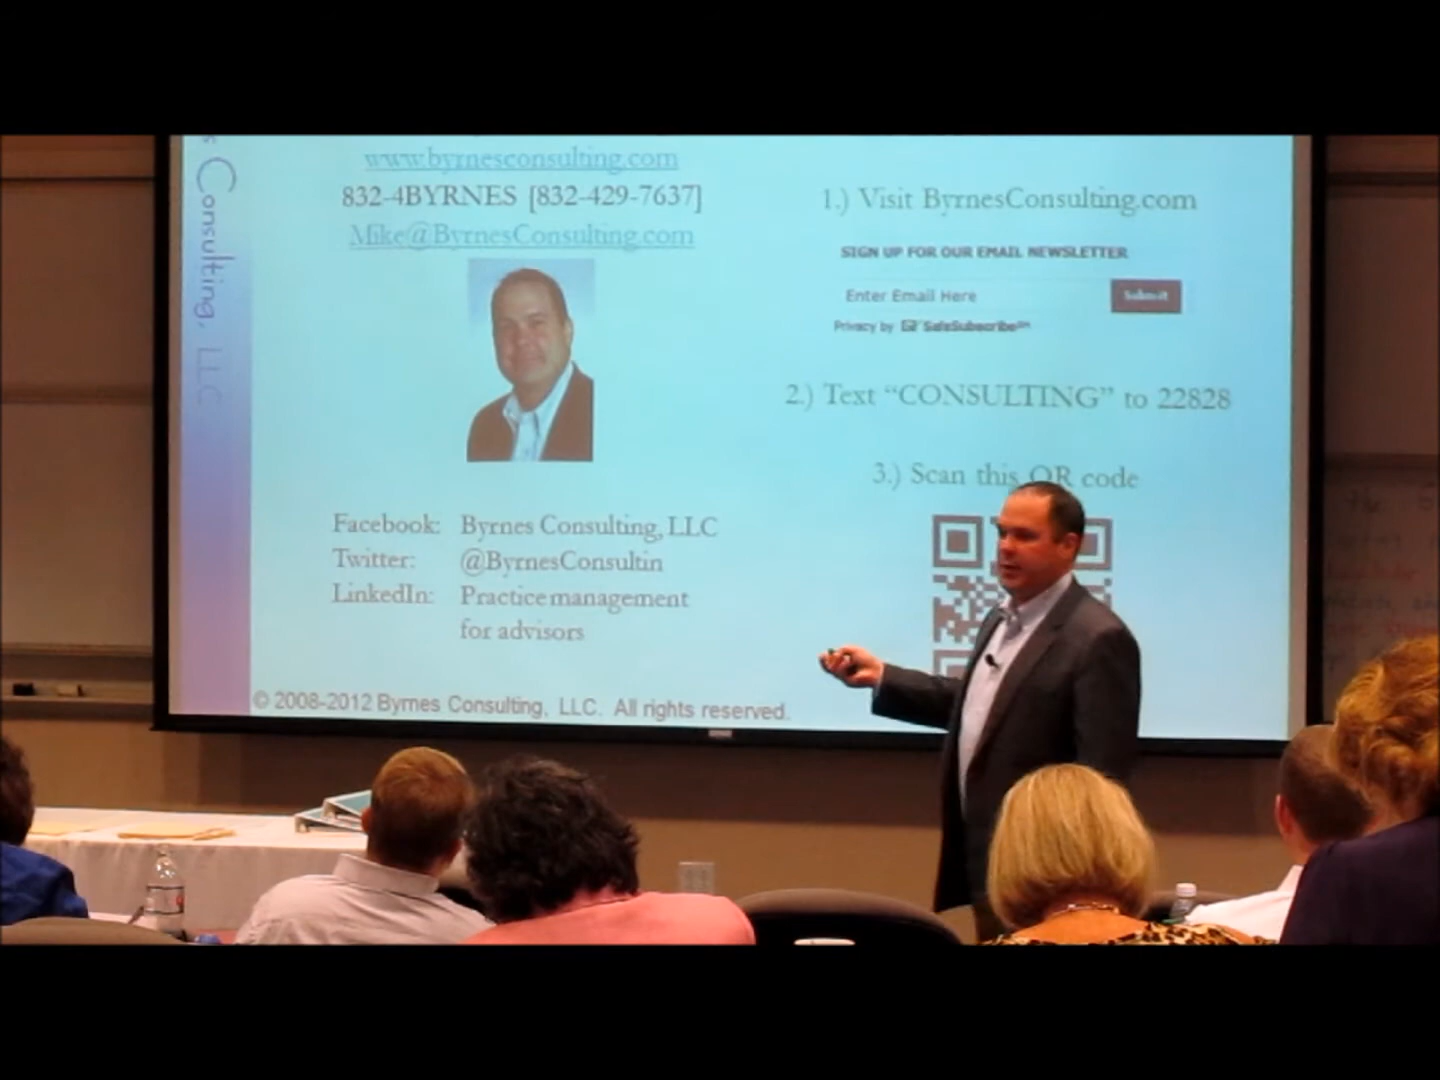 s Consulting, LLC
www.byrnesconsulting.com
832-4BYRNES [832-429-7637]
Mike@ByrnesConsulting.com
Facebook: Byrnes Consulting, LLC
Twitter: @ByrnesConsultin
LinkedIn: Practice management
for advisors
© 2008-2012 Byrnes Consulting, LLC. All rights reserved.
1.) Visit ByrnesConsulting.com
SIGN UP FOR OUR EMAIL NEWSLETTER
Enter Email Here Submit
Privacy by SafeSubscribe
2.) Text “CONSULTING” to 22828
3.) Scan this QR code